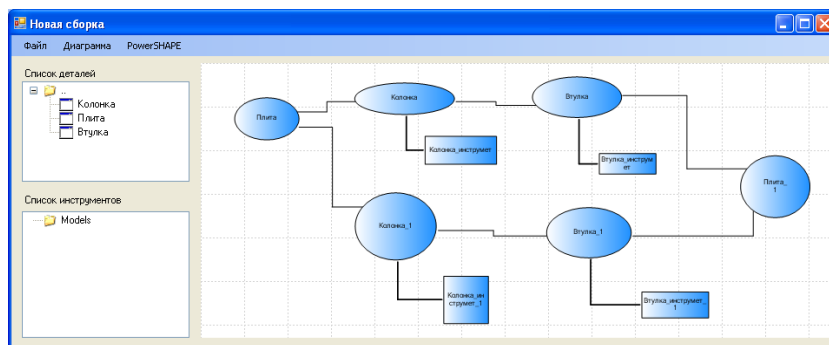 Новая сборка
Файл Диаграмма PowerSHAPE
Список деталей
..
Колонка
Плита
Втулка
Список инструментов
Models
Плита
Колонка
Втулка
Колонка_инструмет
Втулка_инструм
ет
Плита_
1
Колонка_1
Втулка_1
Колонка_ин
струмет_1
Втулка_инструмет_
1